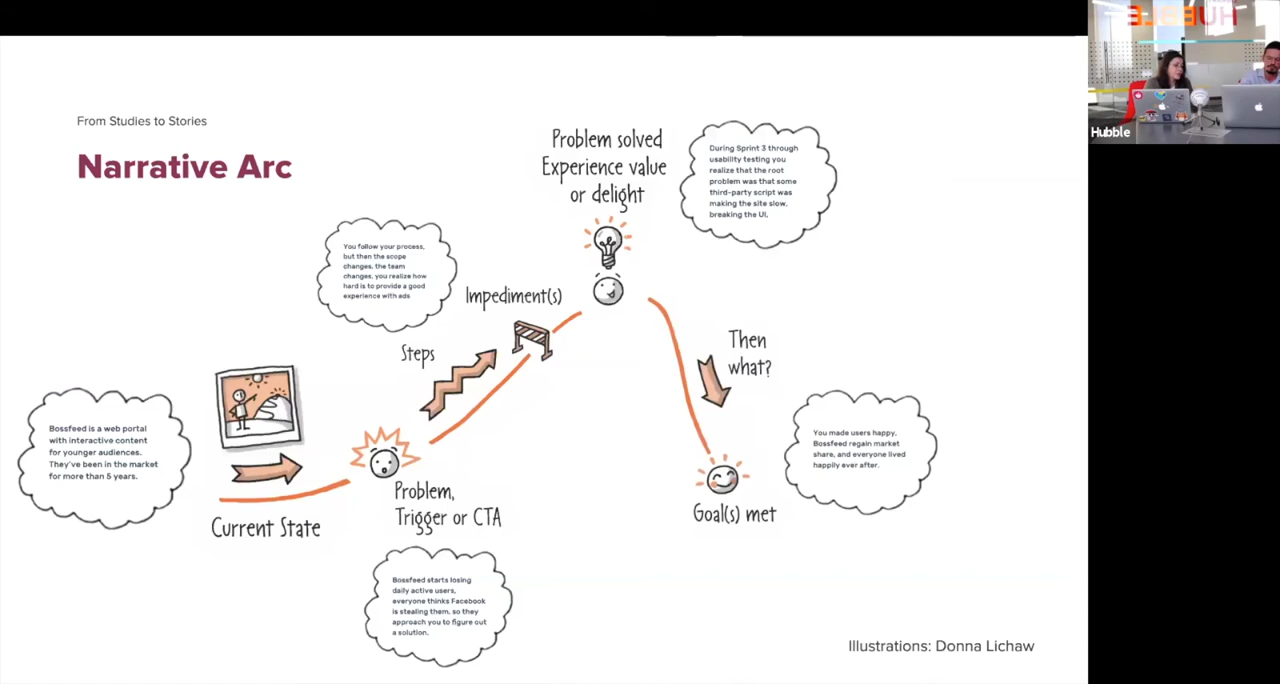 From Studies to Stories
Narrative Arc
Problem solved
Experience value
or delight
During Sprint 3 through
usability testing you
realize that the root
problem was that some
third-party script was
making the site slow,
breaking the UI,
You follow your process,
but then the scope
changes, the team
changes, you realize how
hard is to provide a good
experience with ads
Impediment(s)
Steps
Then
what?
Bossfeed is a web portal
with interactive content
for younger audiences.
They've been in the market
for more than 5 years.
Current State
Problem,
Trigger or CTA
Bossfeed starts losing
daily active users,
everyone thinks Facebook
is stealing them, so they
approach you to figure out
a solution.
You made users happy,
Bossfeed regain market
share, and everyone lived
happily ever after.
Goal(s) met
Illustrations: Donna Lichaw
Hubble